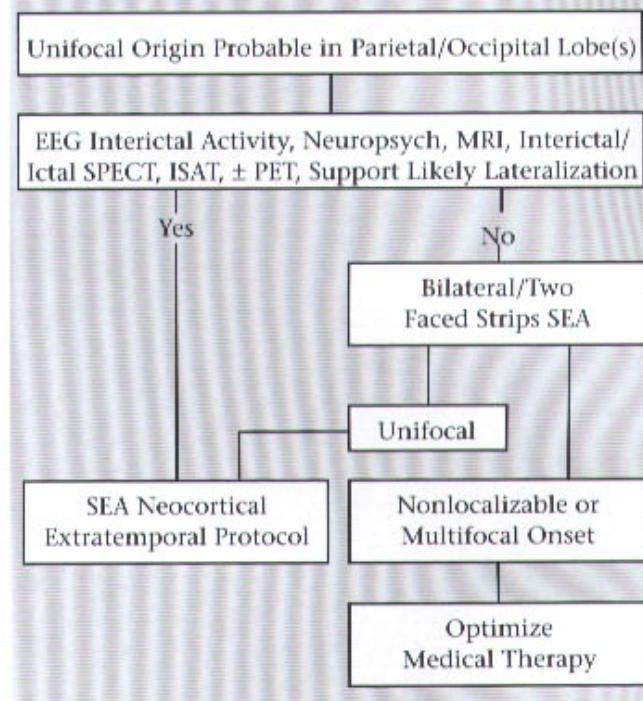 Unifocal Origin Probable in Parietal/Occipital Lobe(s)
EEG Interictal Activity, Neuropsych, MRI, Interictal/
Ictal SPECT, ISAT, ± PET, Support Likely Lateralization
Yes
No
Bilateral/Two
Faced Strips SEA
Unifocal
SEA Neocortical
Extratemporal Protocol
Nonlocalizable or
Multifocal Onset
Optimize
Medical Therapy